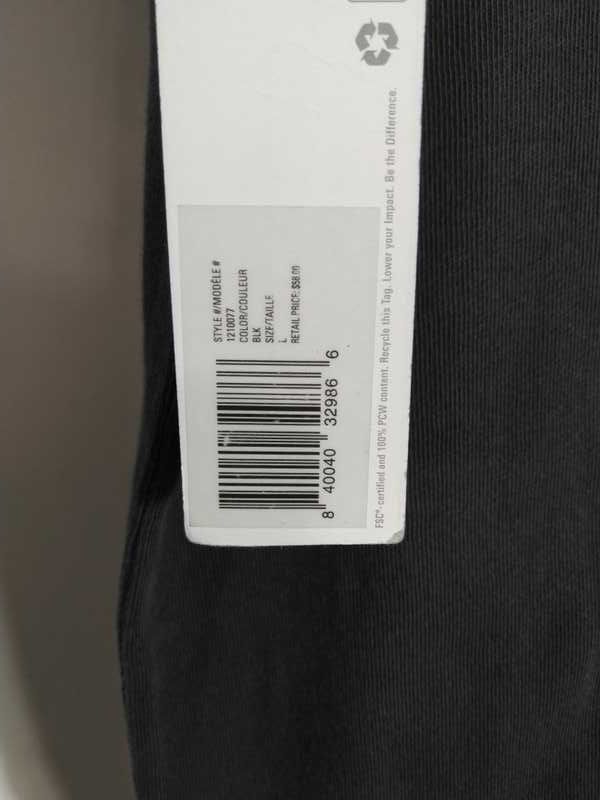 STYLE #/MODÈLE #
1210077
COLOR/COULEUR
BLK
SIZE/TAILLE
L
RETAIL PRICE: $58.00
8 40040 32986 6
FSC®-certified and 100% PCW content. Recycle this Tag. Lower your Impact. Be the Difference.